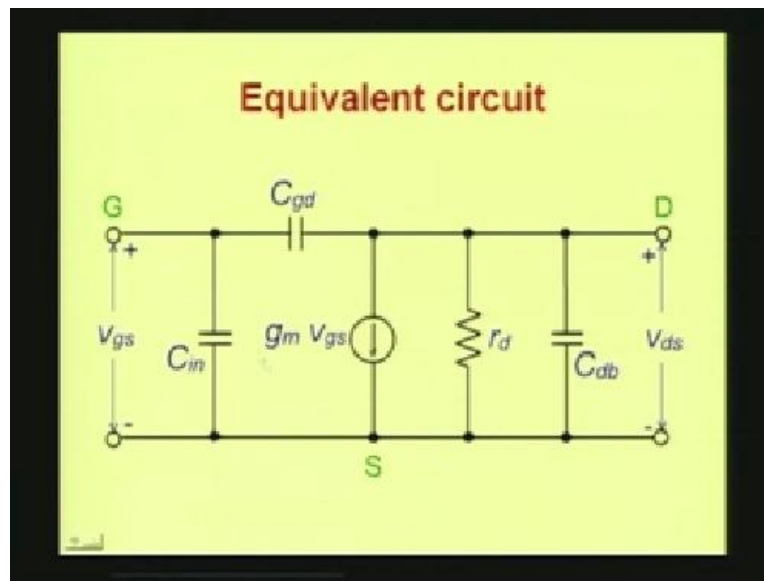 Equivalent circuit
C_gd
G
D
+
+
V_gs
C_in
g_m V_gs
r_d
C_db
V_ds
-
-
S